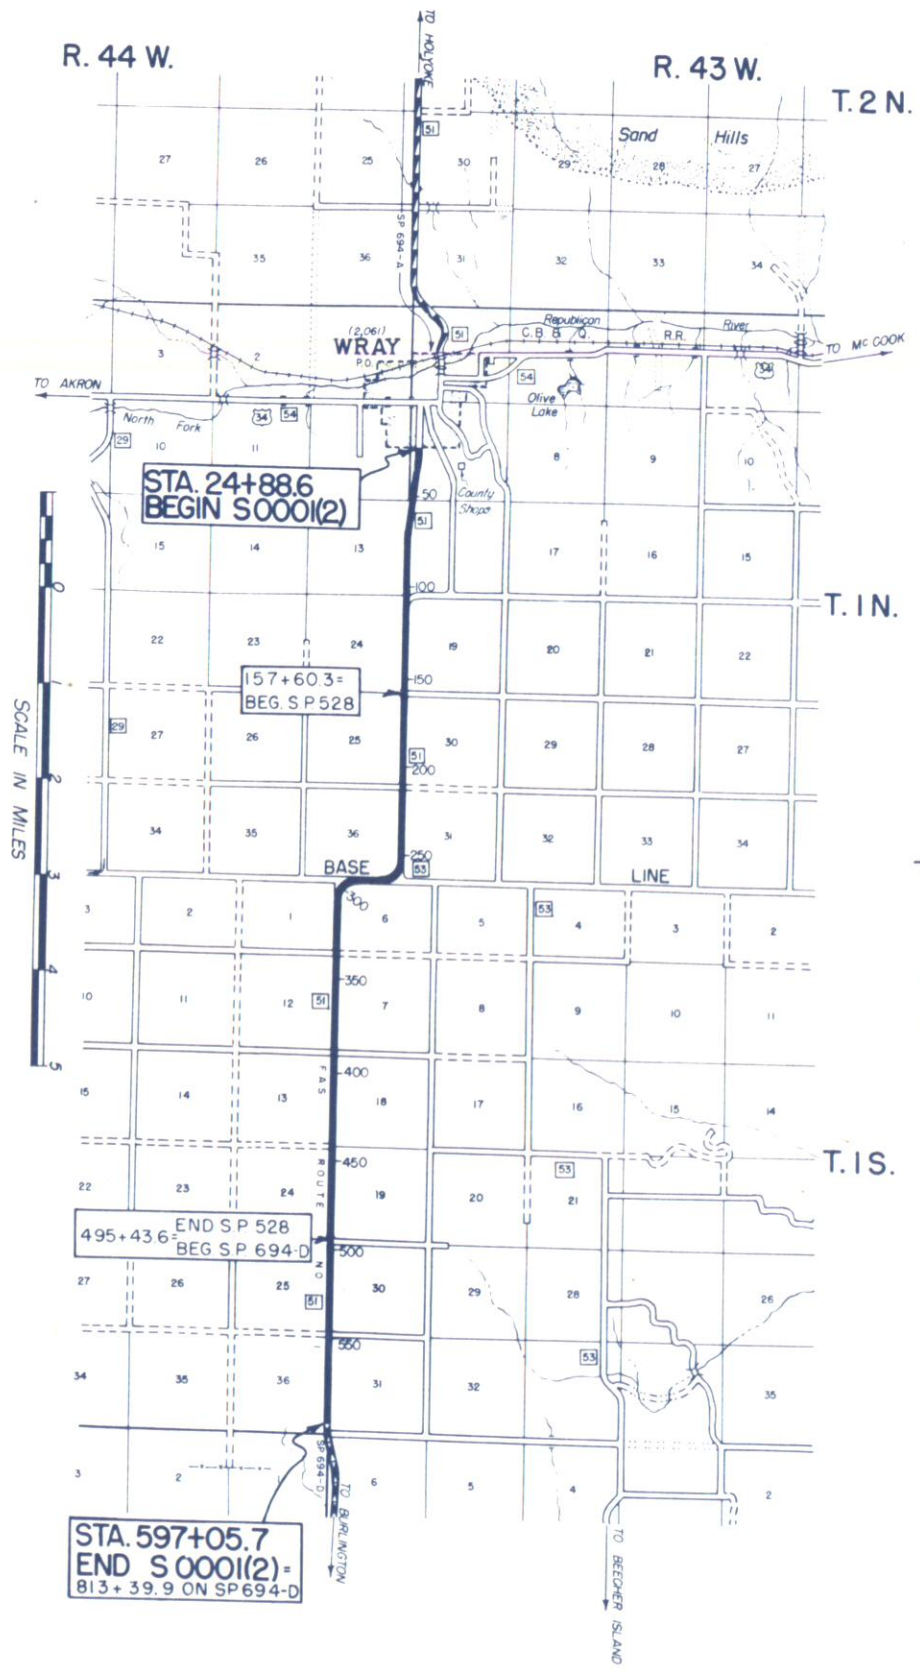 TO HOLYOKE
R. 44 W.
R. 43 W.
T. 2 N.
51
Sand Hills
27 26 25 30 29 28 27
SP 694-A
35 36 31 32 33 34
(2,061)
WRAY
P.O.
51
Republican River
C. B. & Q. R.R.
TO Mc COOK
3 2
34
54
TO AKRON
Olive
Lake
North Fork
34
54
29
10 11 8 9 10
STA. 24+88.6
BEGIN S 0001(2)
50
County
Shops
51
15 14 13 17 16 15
0
100
T. 1 N.
22 23 24 19 20 21 22
150
157+60.3=
BEG. S P 528
1
SCALE IN MILES
29
27 26 25 30 29 28 27
51
200
2
34 35 36 31 32 33 34
250
53
BASE LINE
3
300
3 2 1 6 5 4 3 2
53
350
4
10 11 12 7 8 9 10 11
51
5
400
FAS ROUTE NO
15 14 13 18 17 16 15 14
450
T. 1 S.
53
22 23 24 19 20 21
495+43.6=
END S.P. 528
BEG S P 694-D
500
27 26 25 30 29 28 26
51
550
53
34 35 36 31 32 35
SP 694-D
3 2 6 5 4 2
TO BURLINGTON
STA. 597+05.7
END S 0001(2)=
813+39.9 ON SP694-D
TO BEECHER ISLAND